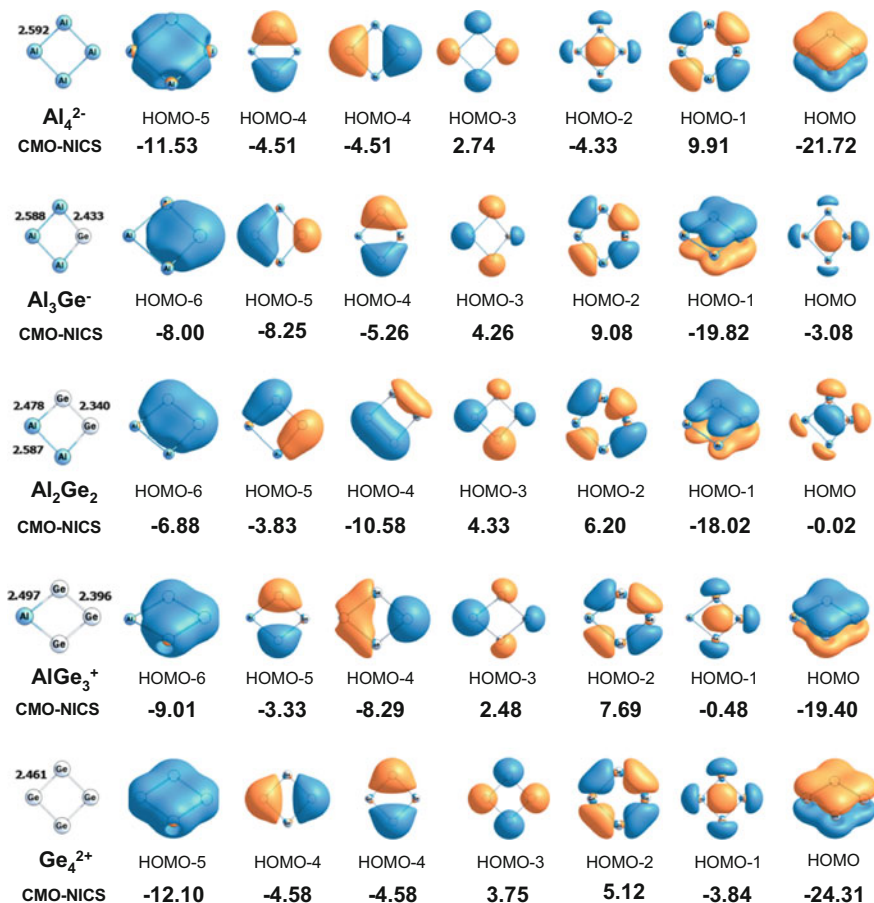 2.592
Al Al Al Al
Al₄²⁻ HOMO-5 HOMO-4 HOMO-4 HOMO-3 HOMO-2 HOMO-1 HOMO
CMO-NICS -11.53 -4.51 -4.51 2.74 -4.33 9.91 -21.72
2.588 2.433
Al Al Ge Al
Al₃Ge⁻ HOMO-6 HOMO-5 HOMO-4 HOMO-3 HOMO-2 HOMO-1 HOMO
CMO-NICS -8.00 -8.25 -5.26 4.26 9.08 -19.82 -3.08
2.478 2.340
Ge Al Ge Al
2.587
Al₂Ge₂ HOMO-6 HOMO-5 HOMO-4 HOMO-3 HOMO-2 HOMO-1 HOMO
CMO-NICS -6.88 -3.83 -10.58 4.33 6.20 -18.02 -0.02
2.497 2.396
Ge Al Ge Ge
AlGe₃⁺ HOMO-6 HOMO-5 HOMO-4 HOMO-3 HOMO-2 HOMO-1 HOMO
CMO-NICS -9.01 -3.33 -8.29 2.48 7.69 -0.48 -19.40
2.461
Ge Ge Ge Ge
Ge₄²⁺ HOMO-5 HOMO-4 HOMO-4 HOMO-3 HOMO-2 HOMO-1 HOMO
CMO-NICS -12.10 -4.58 -4.58 3.75 5.12 -3.84 -24.31